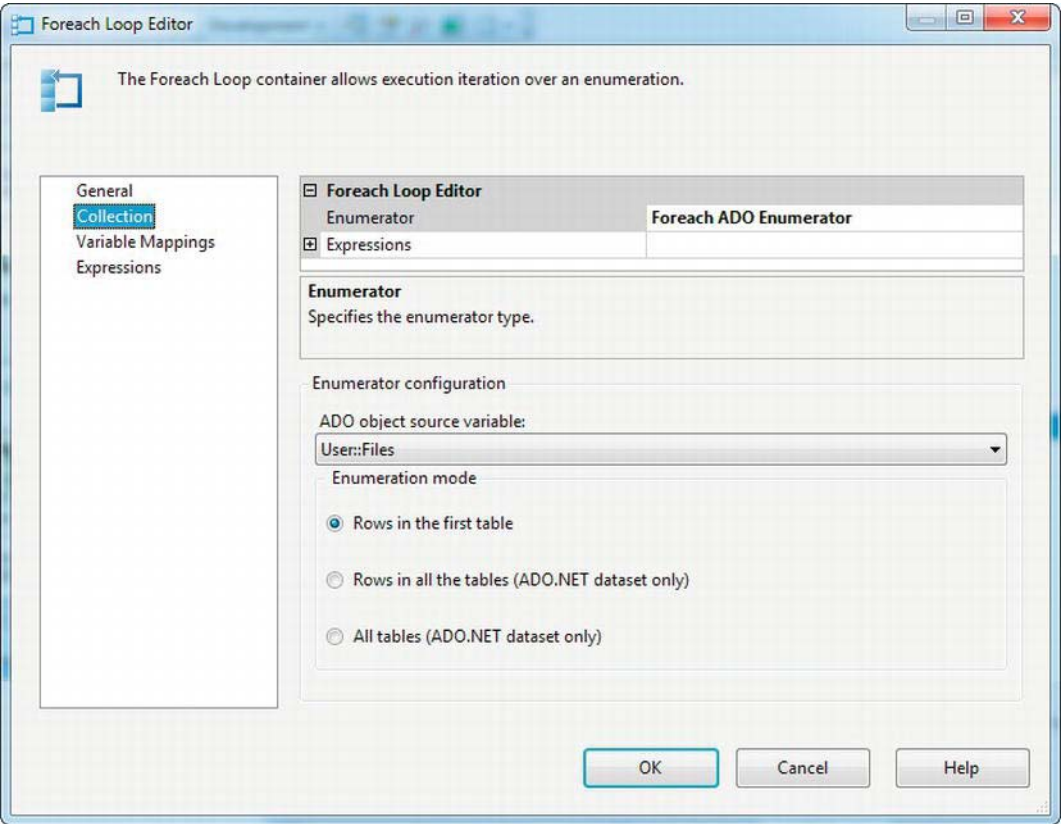 Foreach Loop Editor
The Foreach Loop container allows execution iteration over an enumeration.
General
Collection
Variable Mappings
Expressions
Foreach Loop Editor
Enumerator Foreach ADO Enumerator
Expressions
Enumerator
Specifies the enumerator type.
Enumerator configuration
ADO object source variable:
User::Files
Enumeration mode
Rows in the first table
Rows in all the tables (ADO.NET dataset only)
All tables (ADO.NET dataset only)
OK Cancel Help